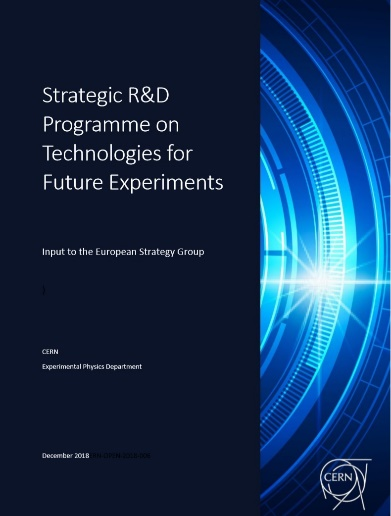 Strategic R&D
Programme on
Technologies for
Future Experiments
Input to the European Strategy Group
CERN
Experimental Physics Department
December 2018
CERN